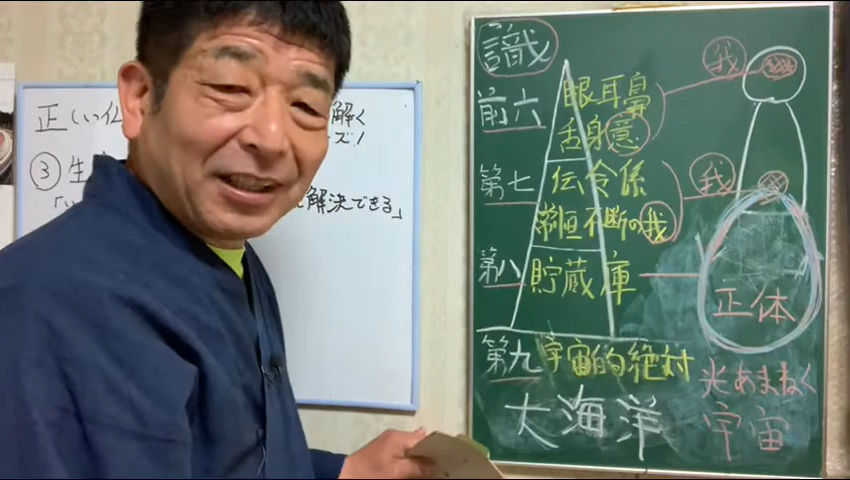 正しい仏
解く
ズ！
③生
解決できる」
識
前六
眼耳鼻
舌身意
我
第七
伝令係
不断の我
我
第八
貯蔵庫
正体
第九
宇宙的絶対
大海洋
光あまねく
宇宙